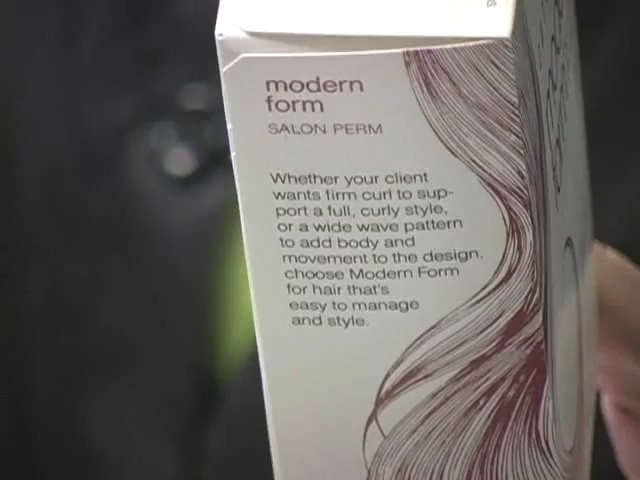 modern
form
SALON PERM
Whether your client
wants firm curl to sup-
port a full, curly style,
or a wide wave pattern
to add body and
movement to the design,
choose Modern Form
for hair that's
easy to manage
and style.